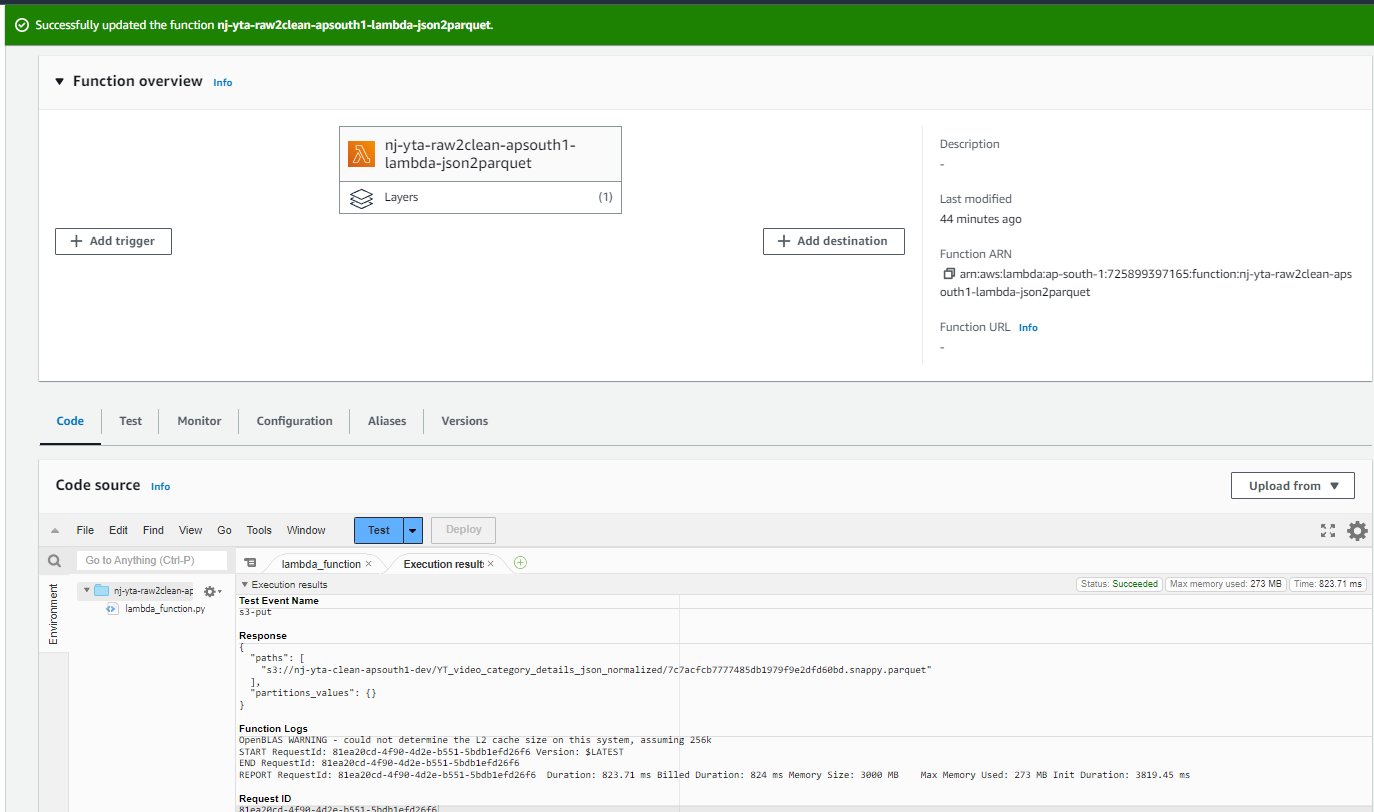 Successfully updated the function nj-yta-raw2clean-apsouth1-lambda-json2parquet.
Function overview Info
nj-yta-raw2clean-apsouth1-
lambda-json2parquet
Layers (1)
Add trigger
Add destination
Description
-
Last modified
44 minutes ago
Function ARN
arn:aws:lambda:ap-south-1:725899397165:function:nj-yta-raw2clean-aps
outh1-lambda-json2parquet
Function URL Info
-
Code Test Monitor Configuration Aliases Versions
Code source Info
Upload from
File Edit Find View Go Tools Window Test Deploy
Go to Anything (Ctrl-P)
lambda_function
Execution results
Environment
nj-yta-raw2clean-ap
lambda_function.py
Execution results
Status: Succeeded Max memory used: 273 MB Time: 823.71 ms
Test Event Name
s3-put
Response
{
"paths": [
"s3://nj-yta-clean-apsouth1-dev/YT_video_category_details_json_normalized/7c7acfcb7777485db1979f9e2dfd60bd.snappy.parquet"
],
"partitions_values": {}
}
Function Logs
OpenBLAS WARNING - could not determine the L2 cache size on this system, assuming 256k
START RequestId: 81ea20cd-4f90-4d2e-b551-5bdb1efd26f6 Version: $LATEST
END RequestId: 81ea20cd-4f90-4d2e-b551-5bdb1efd26f6
REPORT RequestId: 81ea20cd-4f90-4d2e-b551-5bdb1efd26f6 Duration: 823.71 ms Billed Duration: 824 ms Memory Size: 3000 MB Max Memory Used: 273 MB Init Duration: 3819.45 ms
Request ID
81ea20cd-4f90-4d2e-b551-5bdb1efd26f6